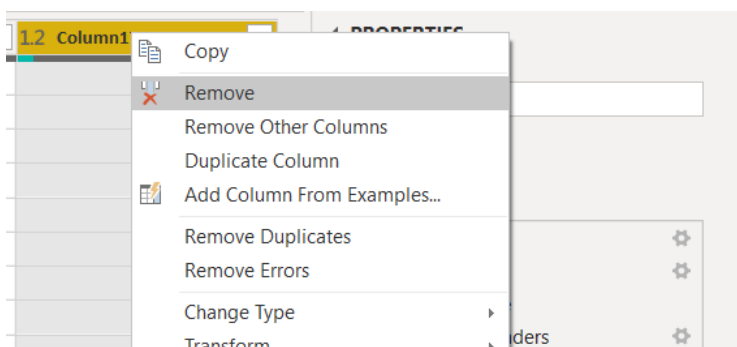 1.2 Column1
PROPERTIES
Copy
Remove
Remove Other Columns
Duplicate Column
Add Column From Examples...
Remove Duplicates
Remove Errors
Change Type
Transform
ders